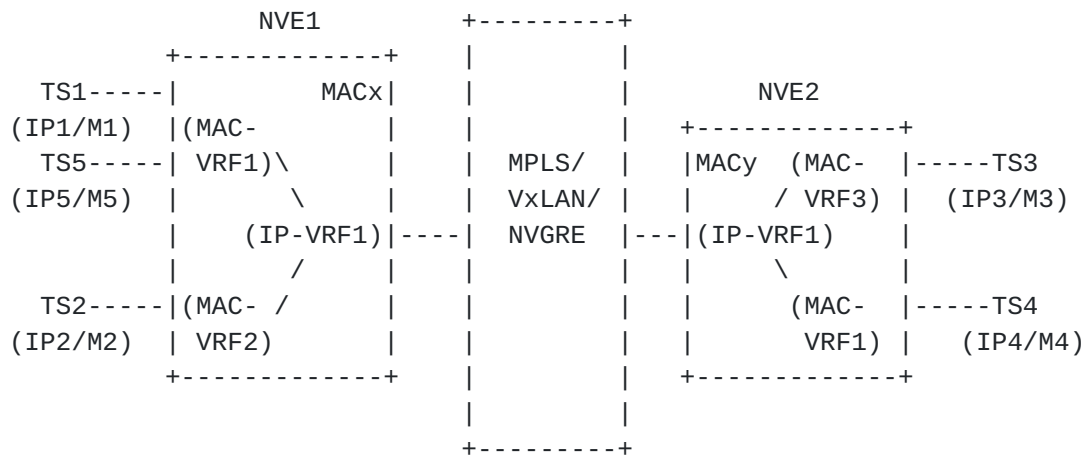 NVE1 +---------+
+-------------+ | |
TS1-----| MACx| | | NVE2
(IP1/M1) |(MAC- | | | +-------------+
TS5-----| VRF1)\ | | MPLS/ | |MACy (MAC- |-----TS3
(IP5/M5) | \ | | VxLAN/ | | / VRF3) | (IP3/M3)
| (IP-VRF1)|----| NVGRE |---|(IP-VRF1) |
| / | | | | \ |
TS2-----|(MAC- / | | | | (MAC- |-----TS4
(IP2/M2) | VRF2) | | | | VRF1) | (IP4/M4)
+-------------+ | | +-------------+
| |
| |
+---------+